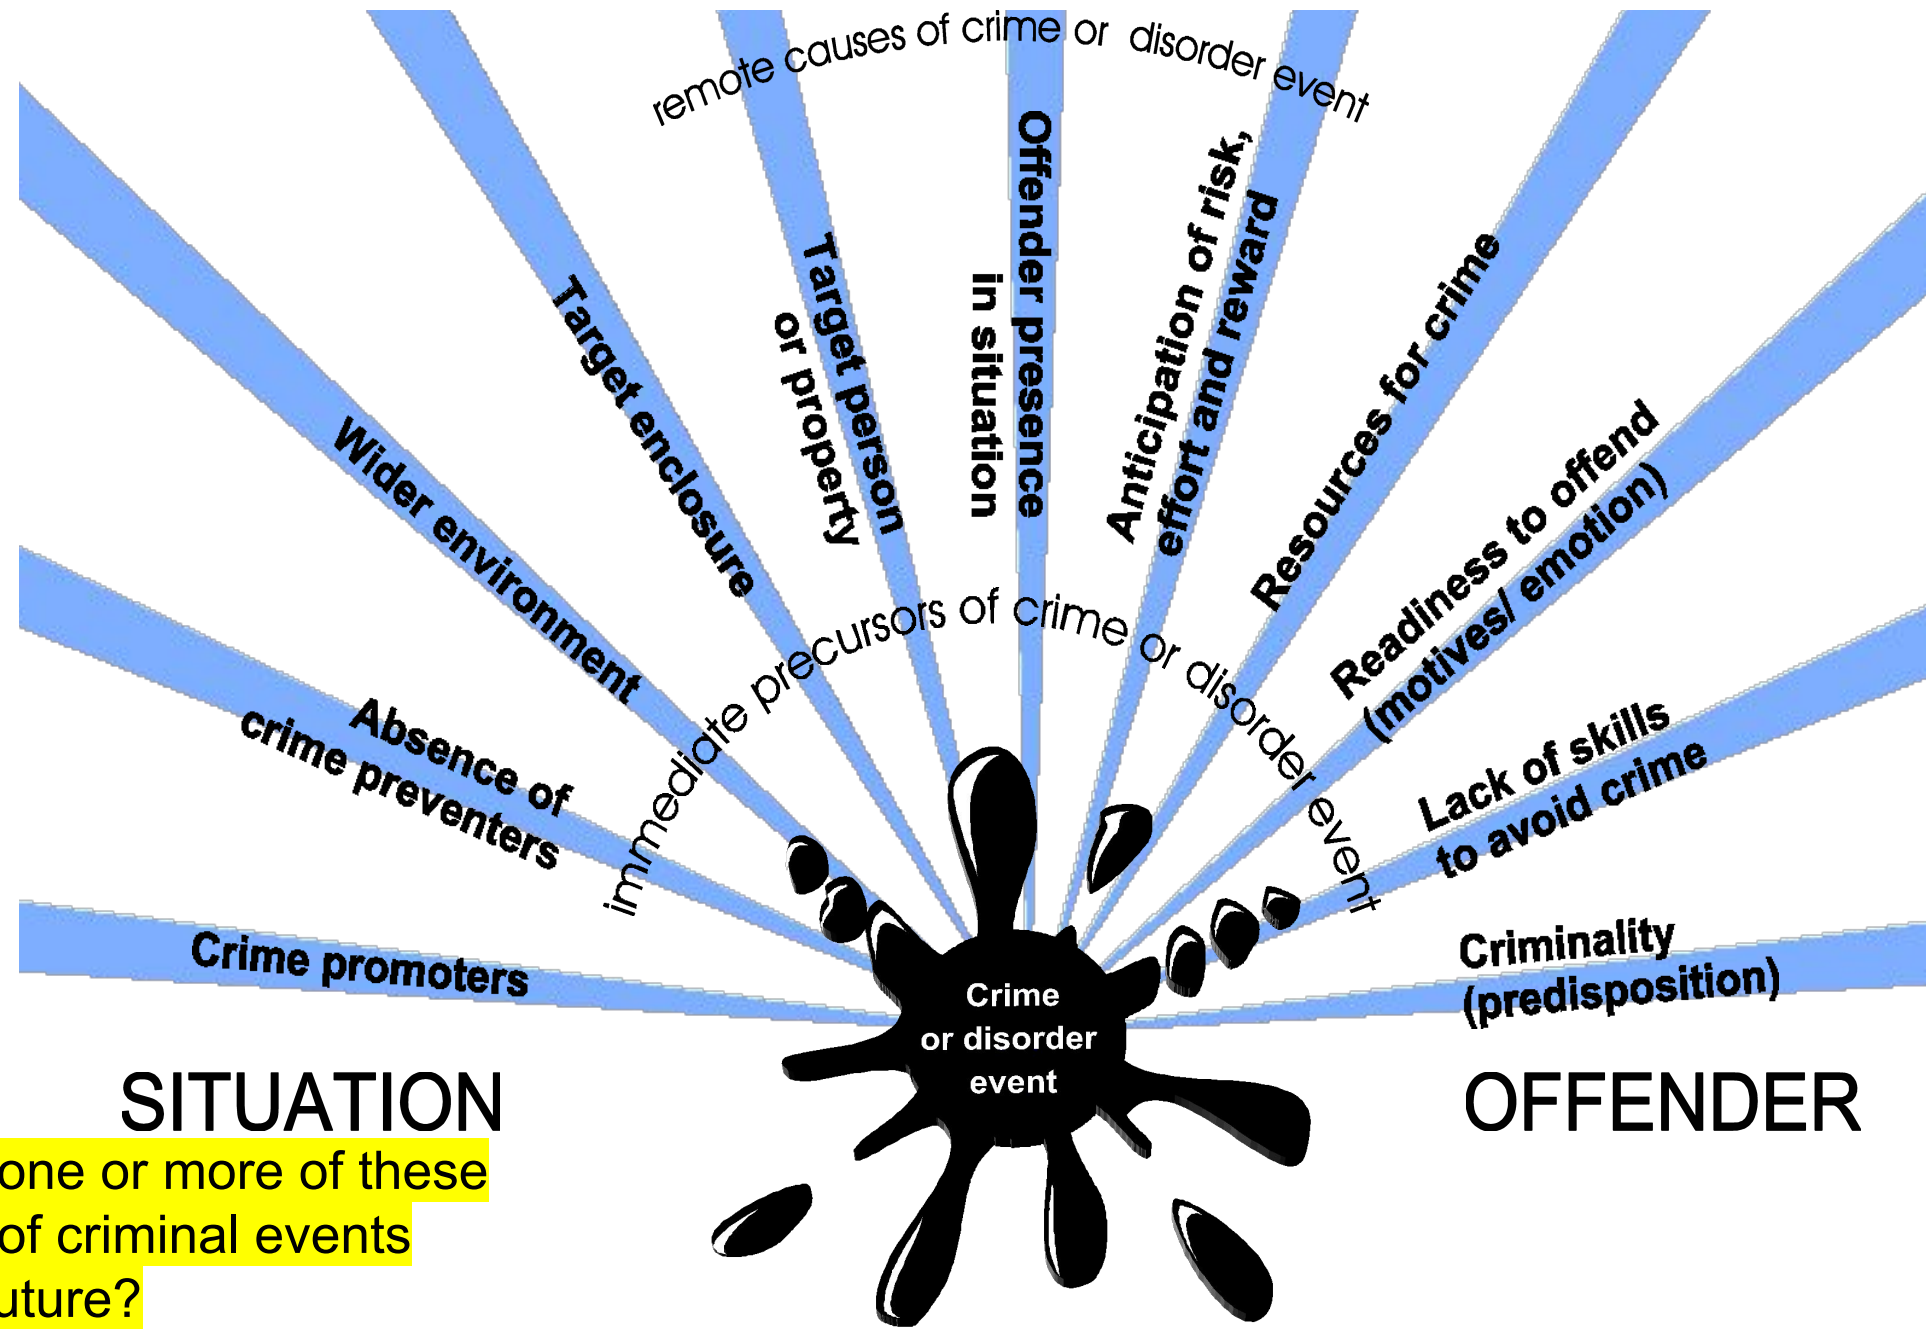 remote causes of crime or disorder event
Crime promoters
Absence of
crime preventers
Wider environment
Target enclosure
Target person
or property
Offender presence
in situation
Anticipation of risk,
effort and reward
Resources for crime
Readiness to offend
(motives/ emotion)
Lack of skills
to avoid crime
Criminality
(predisposition)
immediate precursors of crime or disorder event
Crime
or disorder
event
SITUATION
OFFENDER
one or more of these
of criminal events
uture?